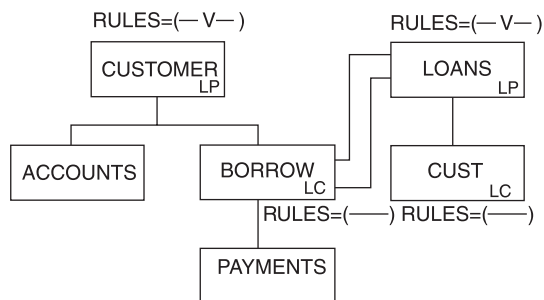 RULES=(— V— )
RULES=(— V— )
CUSTOMER
LP
LOANS
LP
ACCOUNTS
BORROW
LC
CUST
LC
RULES=(——)
RULES=(——)
PAYMENTS